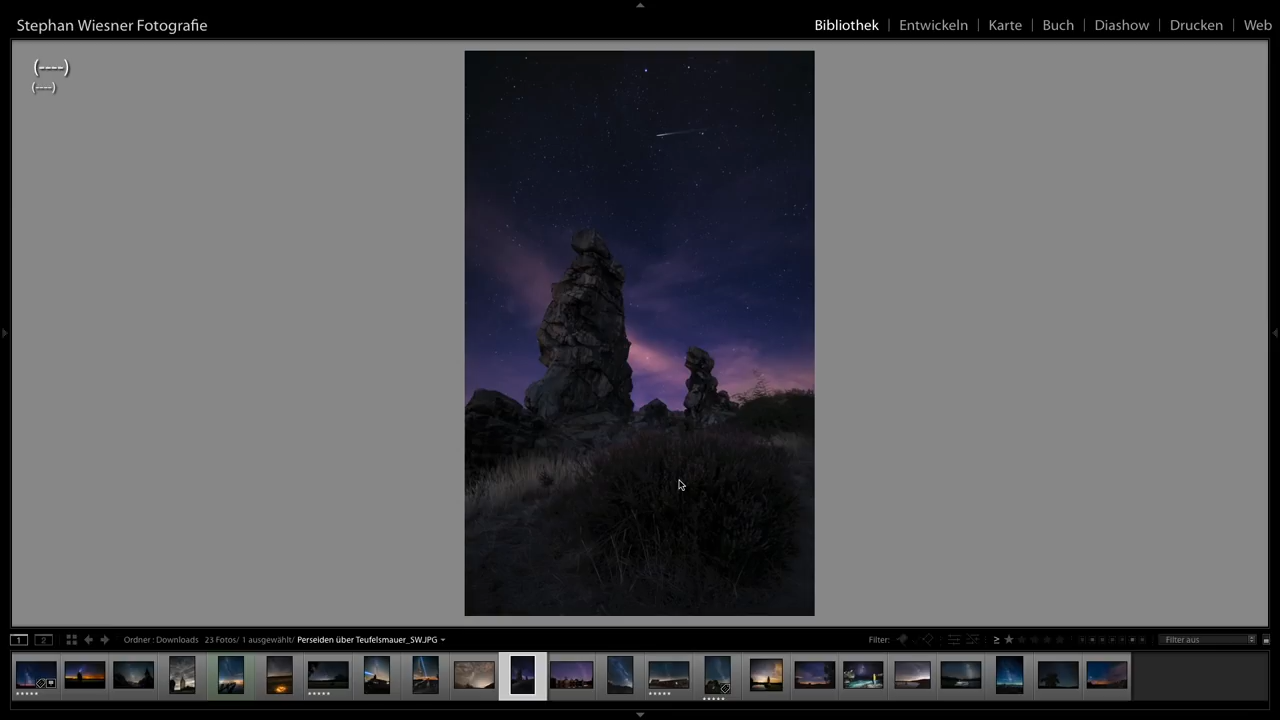 Stephan Wiesner Fotografie
Bibliothek | Entwickeln | Karte | Buch | Diashow | Drucken | Web
(----)
(----)
1 2 Ordner : Downloads 23 Fotos/ 1 ausgewählt/ Perseiden über Teufelsmauer_SW.JPG Filter: ≥ Filter aus